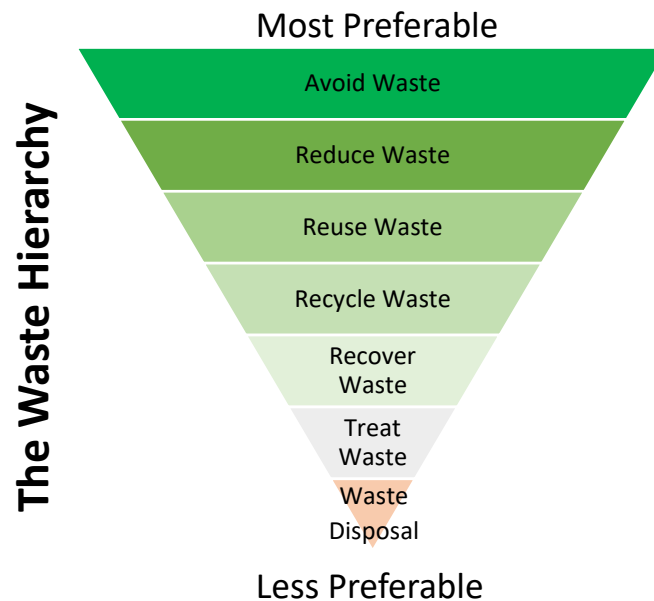 Most Preferable
The Waste Hierarchy
Avoid Waste
Reduce Waste
Reuse Waste
Recycle Waste
Recover
Waste
Treat
Waste
Waste
Disposal
Less Preferable